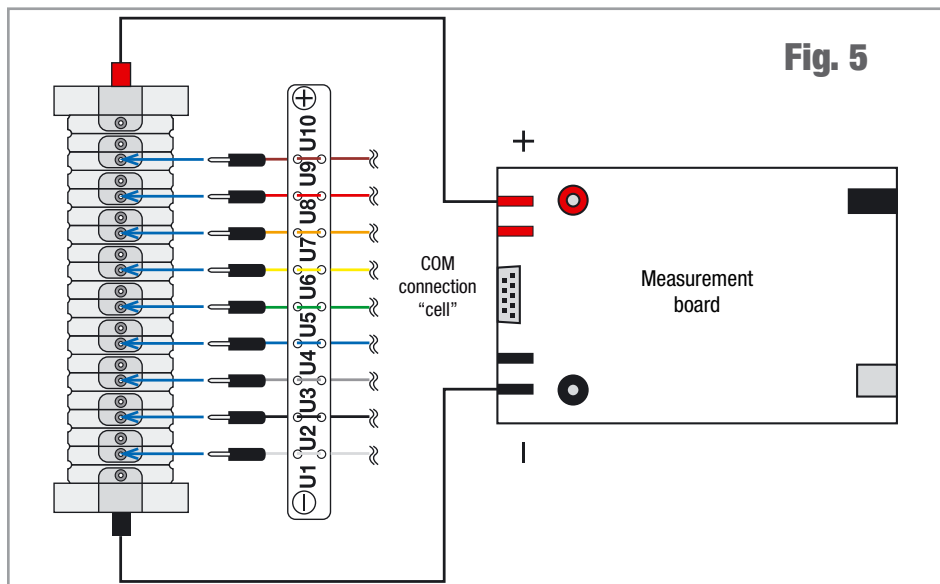 Fig. 5
+
U10
U9
U8
U7
U6
U5
U4
U3
U2
U1
−
+
COM
connection
“cell”
Measurement
board
−